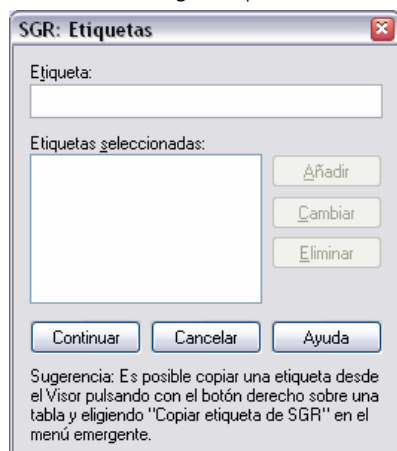 SGR: Etiquetas
Etiqueta:
Etiquetas seleccionadas:
Añadir
Cambiar
Eliminar
Continuar Cancelar Ayuda
Sugerencia: Es posible copiar una etiqueta desde
el Visor pulsando con el botón derecho sobre una
tabla y eligiendo "Copiar etiqueta de SGR" en el
menú emergente.